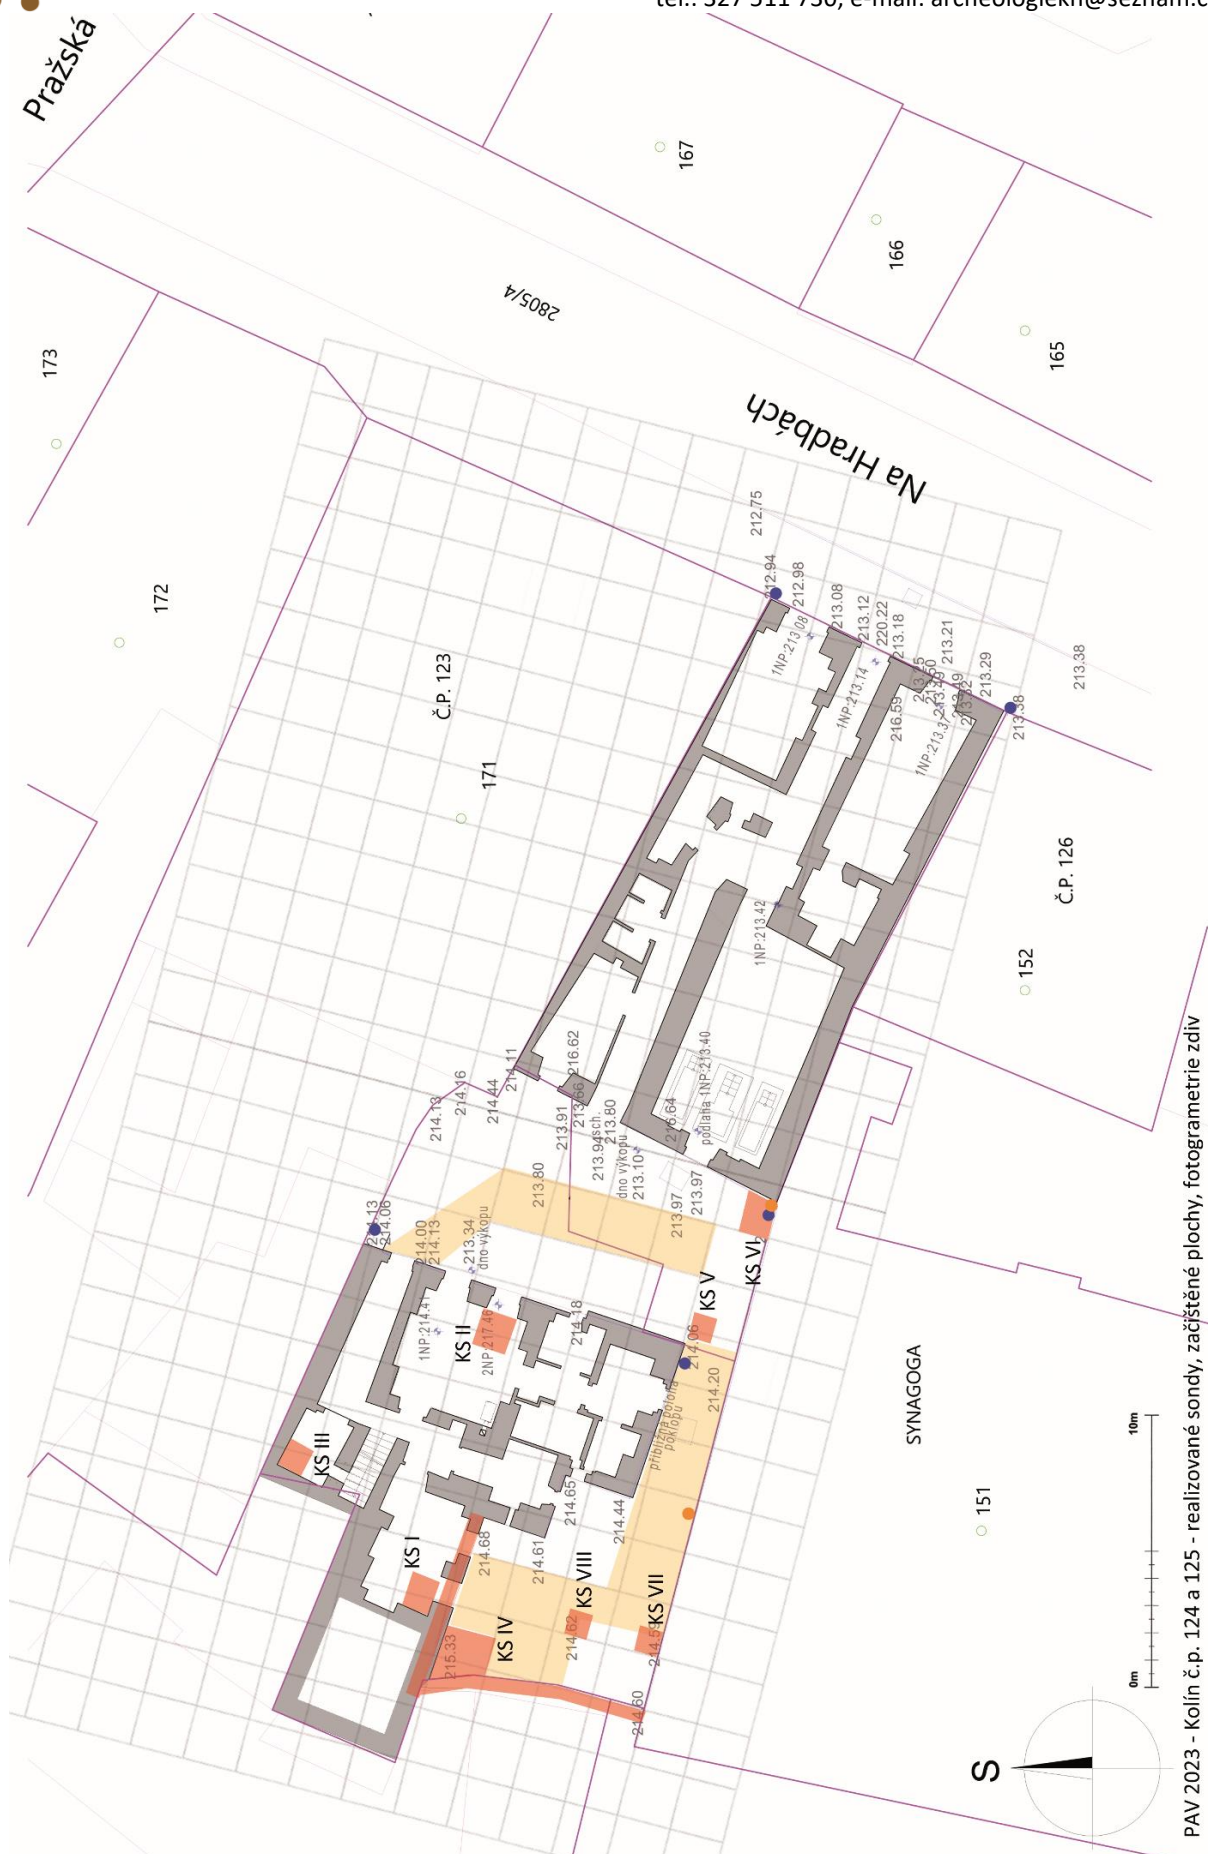 tel.: 327 511 730, e-mail: archeologiekh@seznam.c
Pražská
167
166
165
2805/4
173
172
Na Hradbách
Č.P. 123
171
212.75
212.94
212.98
1NP:213.08
213.08
213.12
220.22
213.18
1NP:213.14
213.21
213.29
213.38
216.59
213.38
Č.P. 126
152
1NP:213.42
podlaha 1NP:213.40
216.62
214.11
214.16
214.44
214.13
213.91
213.66
213.94
sch.
213.80
dno výkopu
213.10
213.97
213.97
213.80
214.06
214.00
214.13
213.34
dno výkopu
1NP:214.41
KS II
2NP:217.46
214.18
KS V
KS VI
214.06
214.20
přibližná poloha
poklopu
KS III
KS I
214.68
214.61
214.65
214.44
KS VIII
214.62
KS VII
KS IV
215.33
214.60
SYNAGOGA
151
0m
10m
S
PAV 2023 - Kolín č.p. 124 a 125 - realizované sondy, začištěné plochy, fotogrametrie zdiv